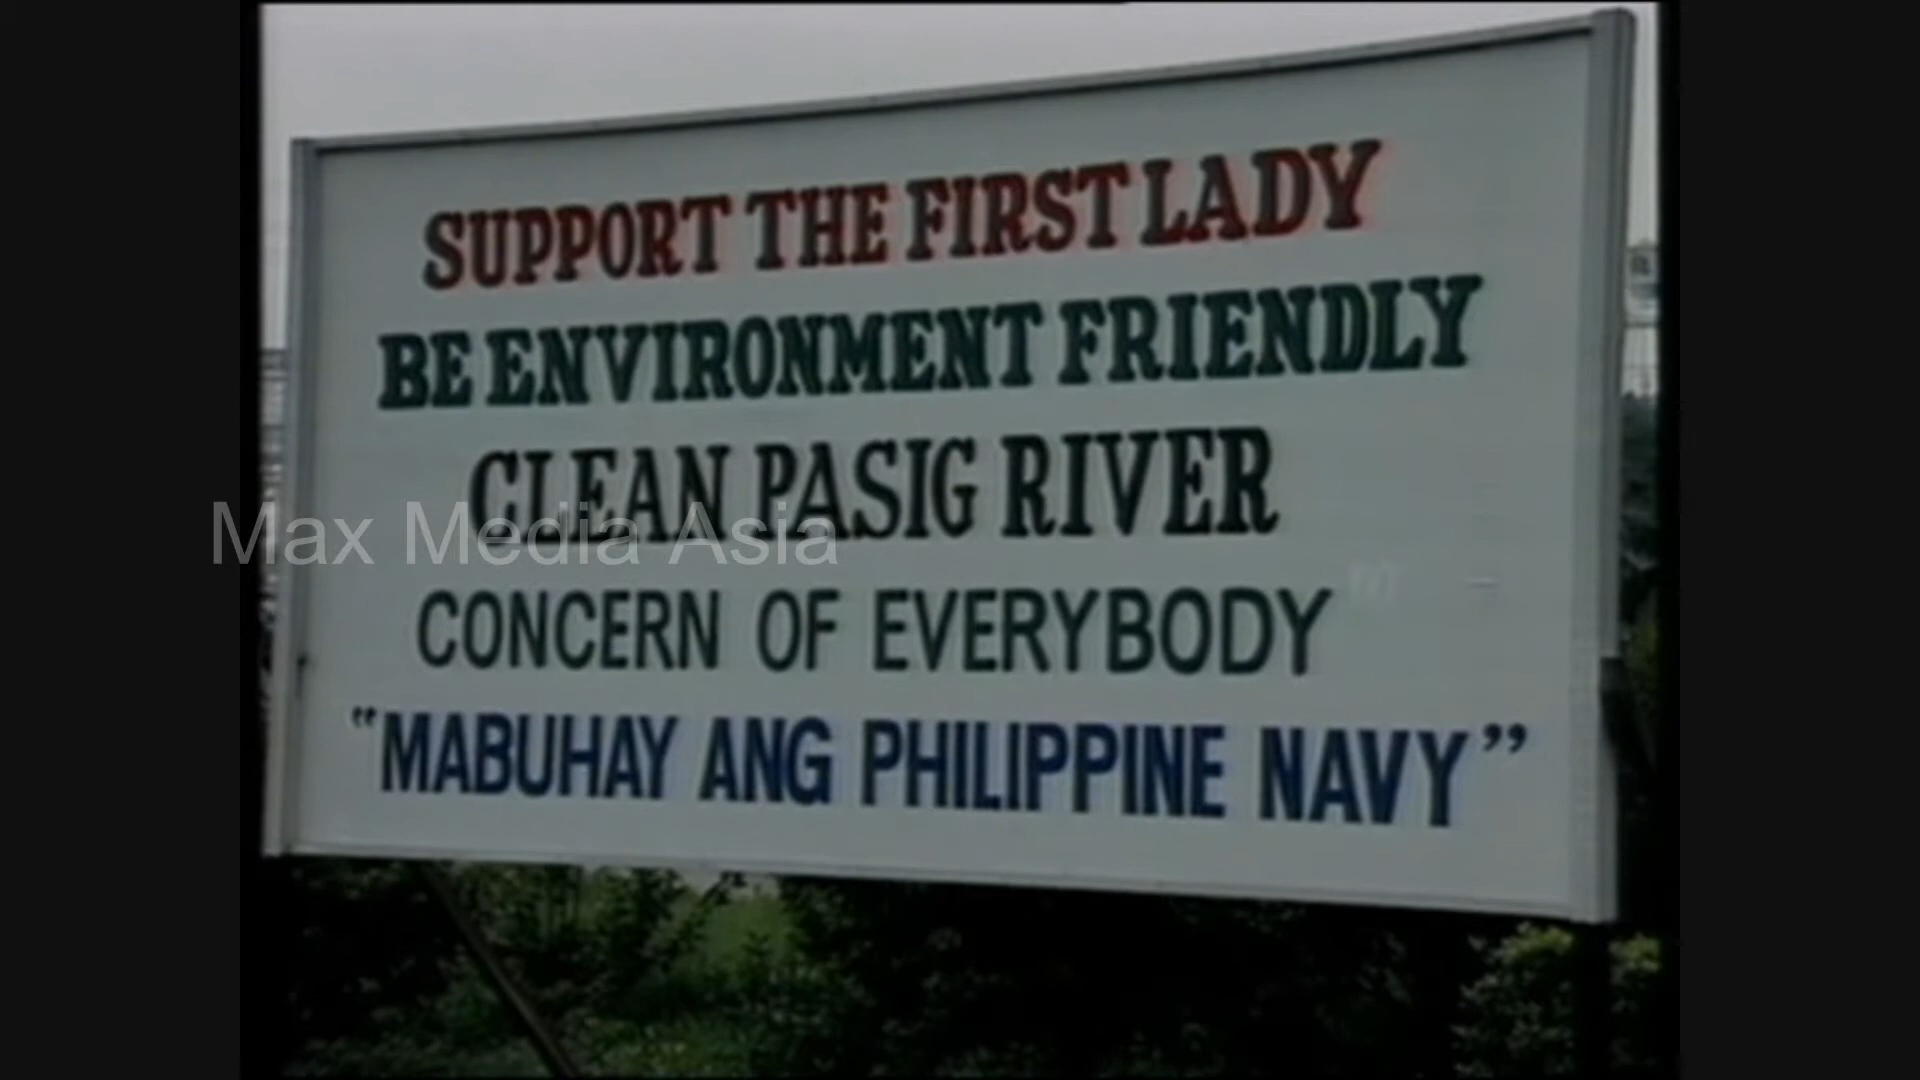 SUPPORT THE FIRST LADY
BE ENVIRONMENT FRIENDLY
CLEAN PASIG RIVER
CONCERN OF EVERYBODY
"MABUHAY ANG PHILIPPINE NAVY"
Max Media Asia